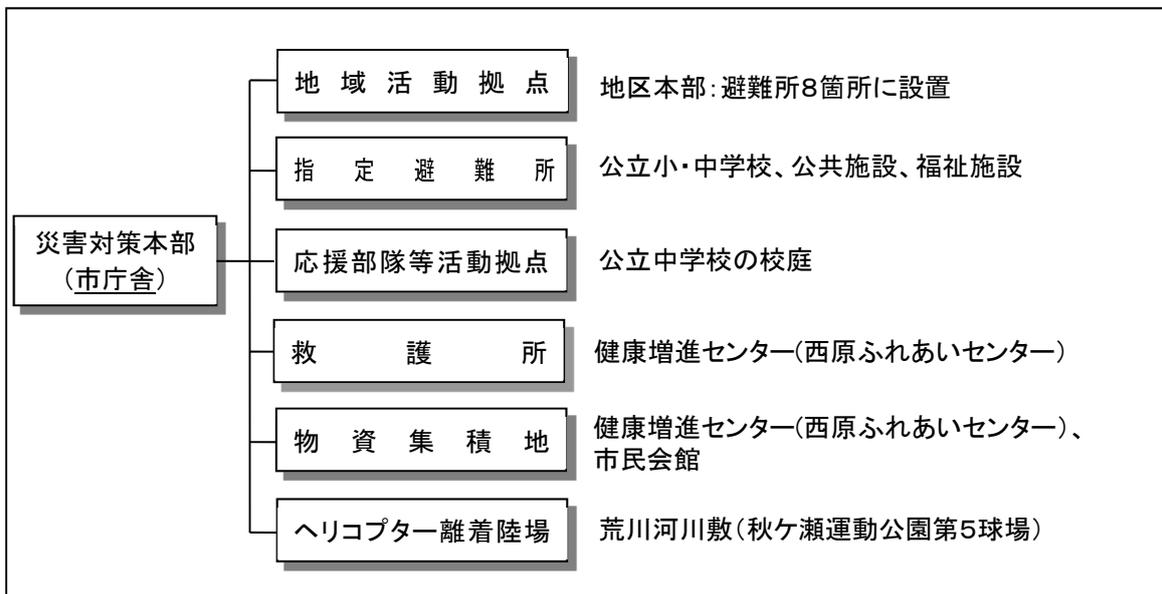 地域活動拠点
地区本部：避難所８箇所に設置
指定避難所
公立小・中学校、公共施設、福祉施設
災害対策本部
（市庁舎）
応援部隊等活動拠点
公立中学校の校庭
救護所
健康増進センター(西原ふれあいセンター）
物資集積地
健康増進センター(西原ふれあいセンター）、
市民会館
ヘリコプター離着陸場
荒川河川敷（秋ケ瀬運動公園第５球場）